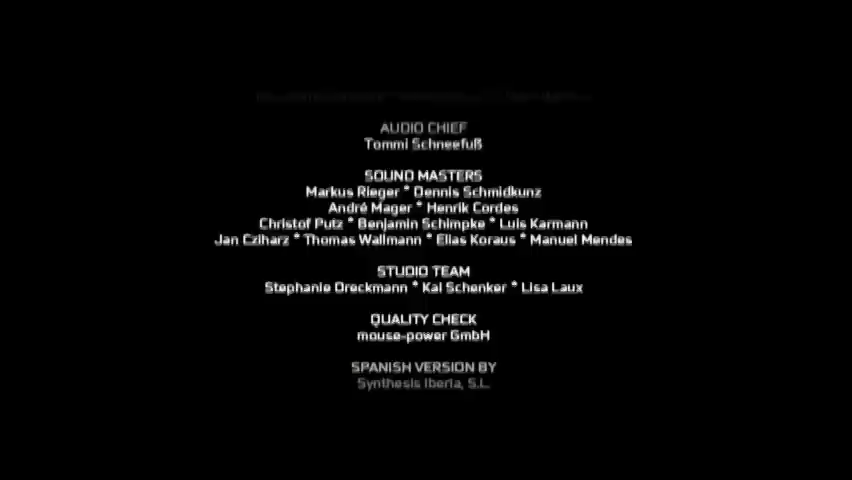 AUDIO CHIEF
Tommi Schneefuß
SOUND MASTERS
Markus Rieger * Dennis Schmidkunz
André Mager * Henrik Cordes
Christof Putz * Benjamin Schimpke * Luis Karmann
Jan Cziharz * Thomas Wallmann * Elias Koraus * Manuel Mendes
STUDIO TEAM
Stephanie Dreckmann * Kai Schenker * Lisa Laux
QUALITY CHECK
mouse-power GmbH
SPANISH VERSION BY
Synthesis Iberia, S.L.